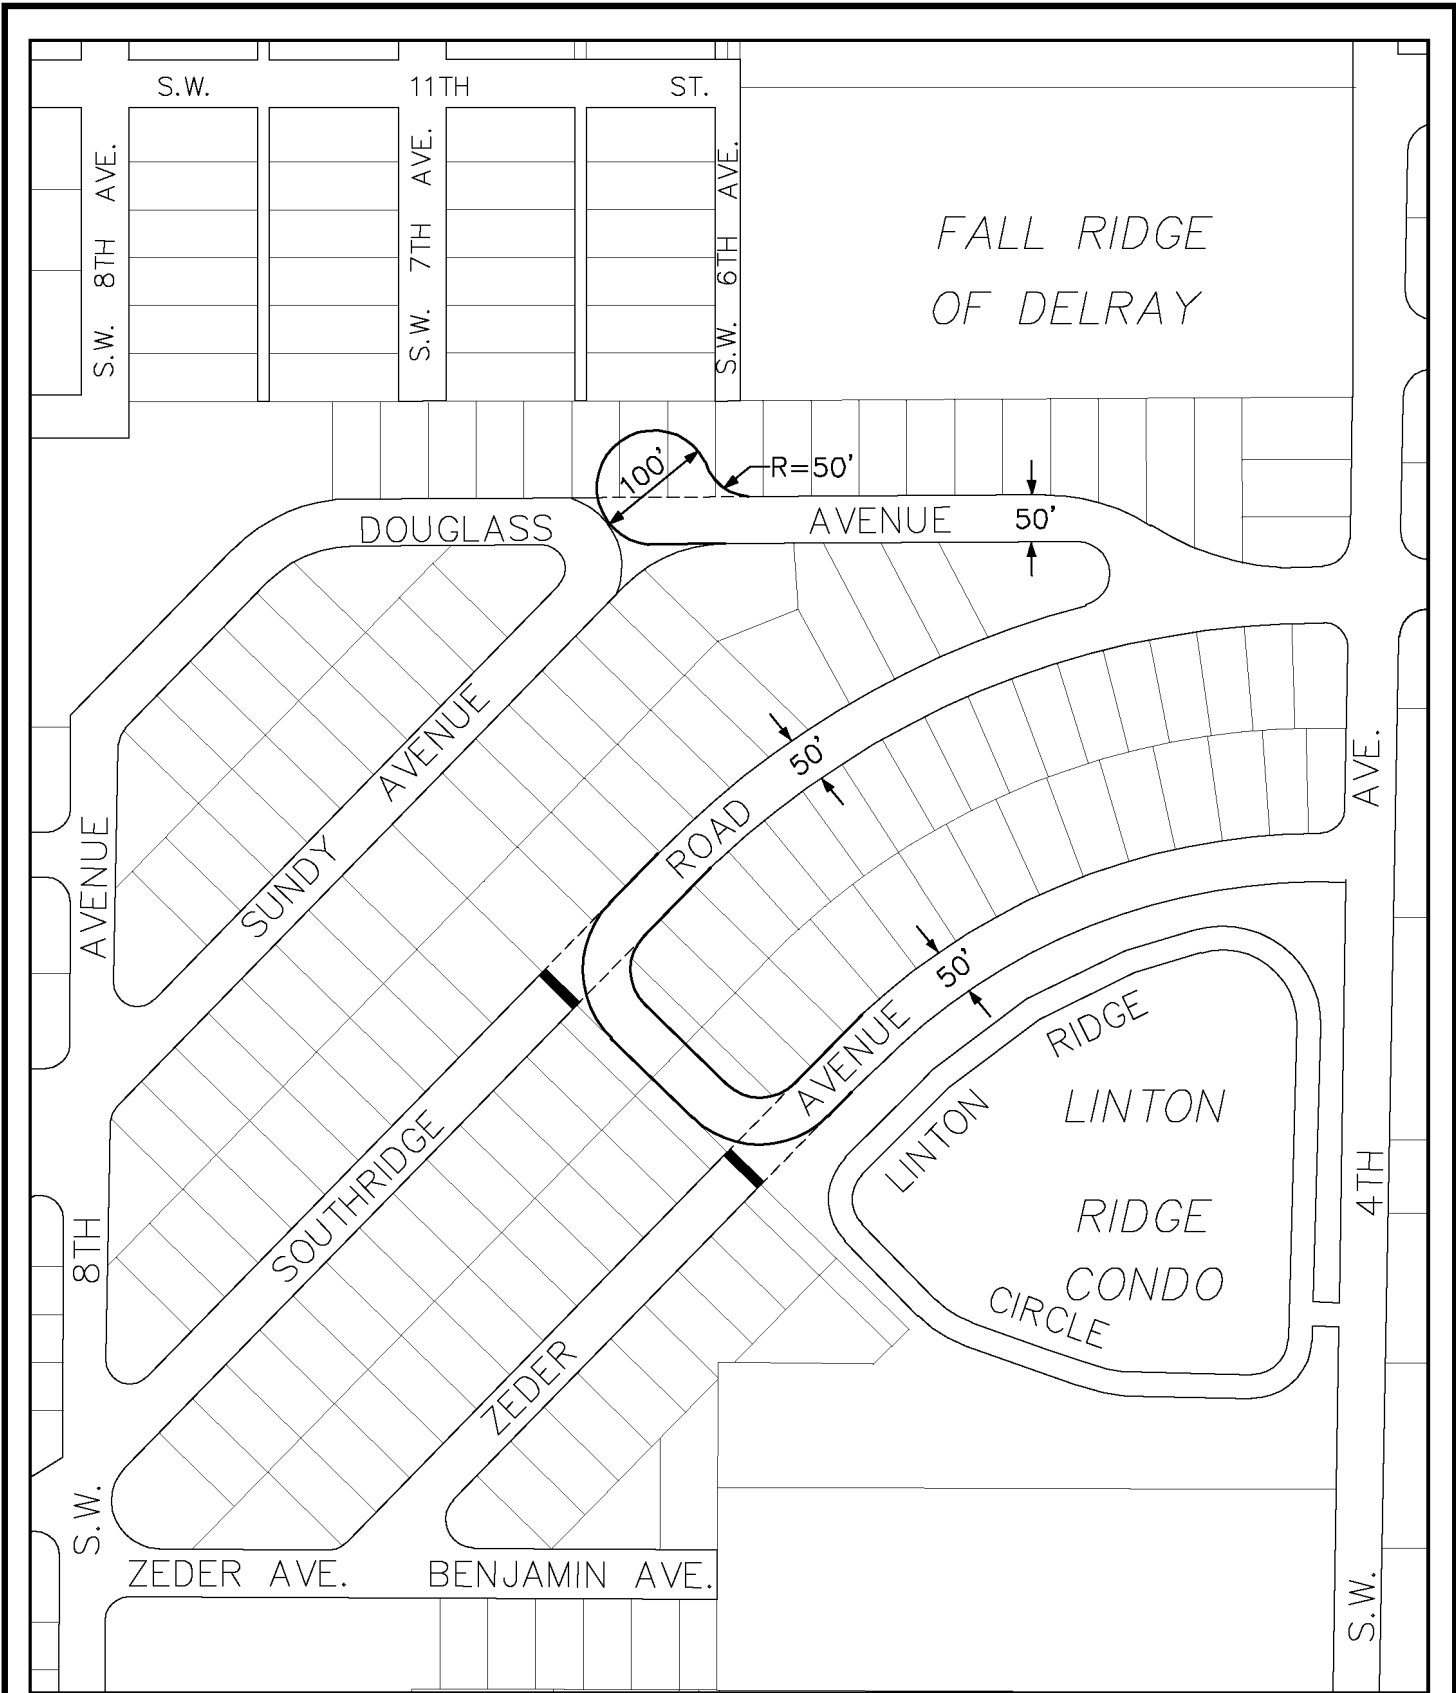 S.W. 11TH ST.
S.W. 8TH AVE.
S.W. 7TH AVE.
S.W. 6TH AVE.
FALL RIDGE
OF DELRAY
100'
R=50'
DOUGLASS AVENUE
50'
SUNDY AVENUE
50'
SOUTHRIDGE ROAD
50'
ZEDER AVENUE
S.W. 8TH AVENUE
LINTON RIDGE
CIRCLE
LINTON
RIDGE
CONDO
S.W. 4TH AVE.
ZEDER AVE.
BENJAMIN AVE.